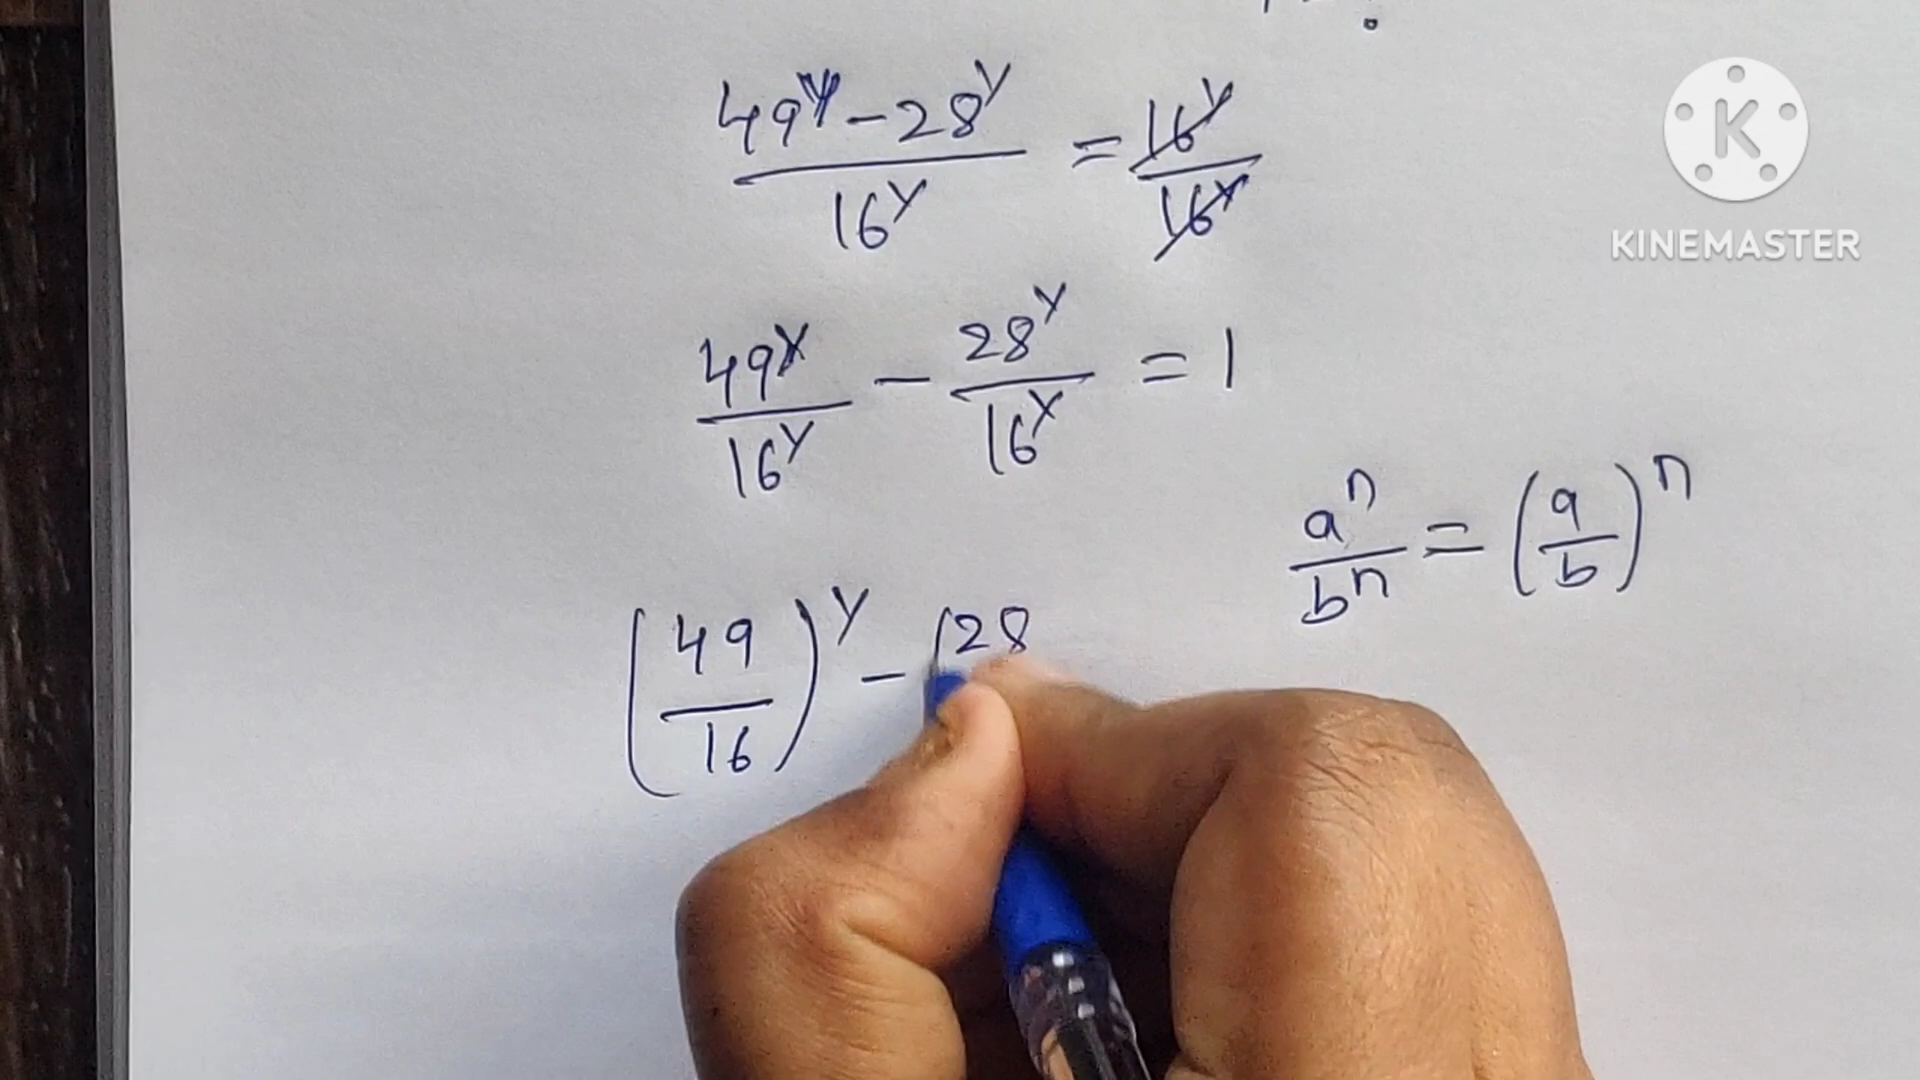 49^y - 28^y / 16^y = 16^y / 16^y
KINEMASTER
49^y / 16^y - 28^y / 16^y = 1
a^n / b^n = (a / b)^n
(49 / 16)^y - (28